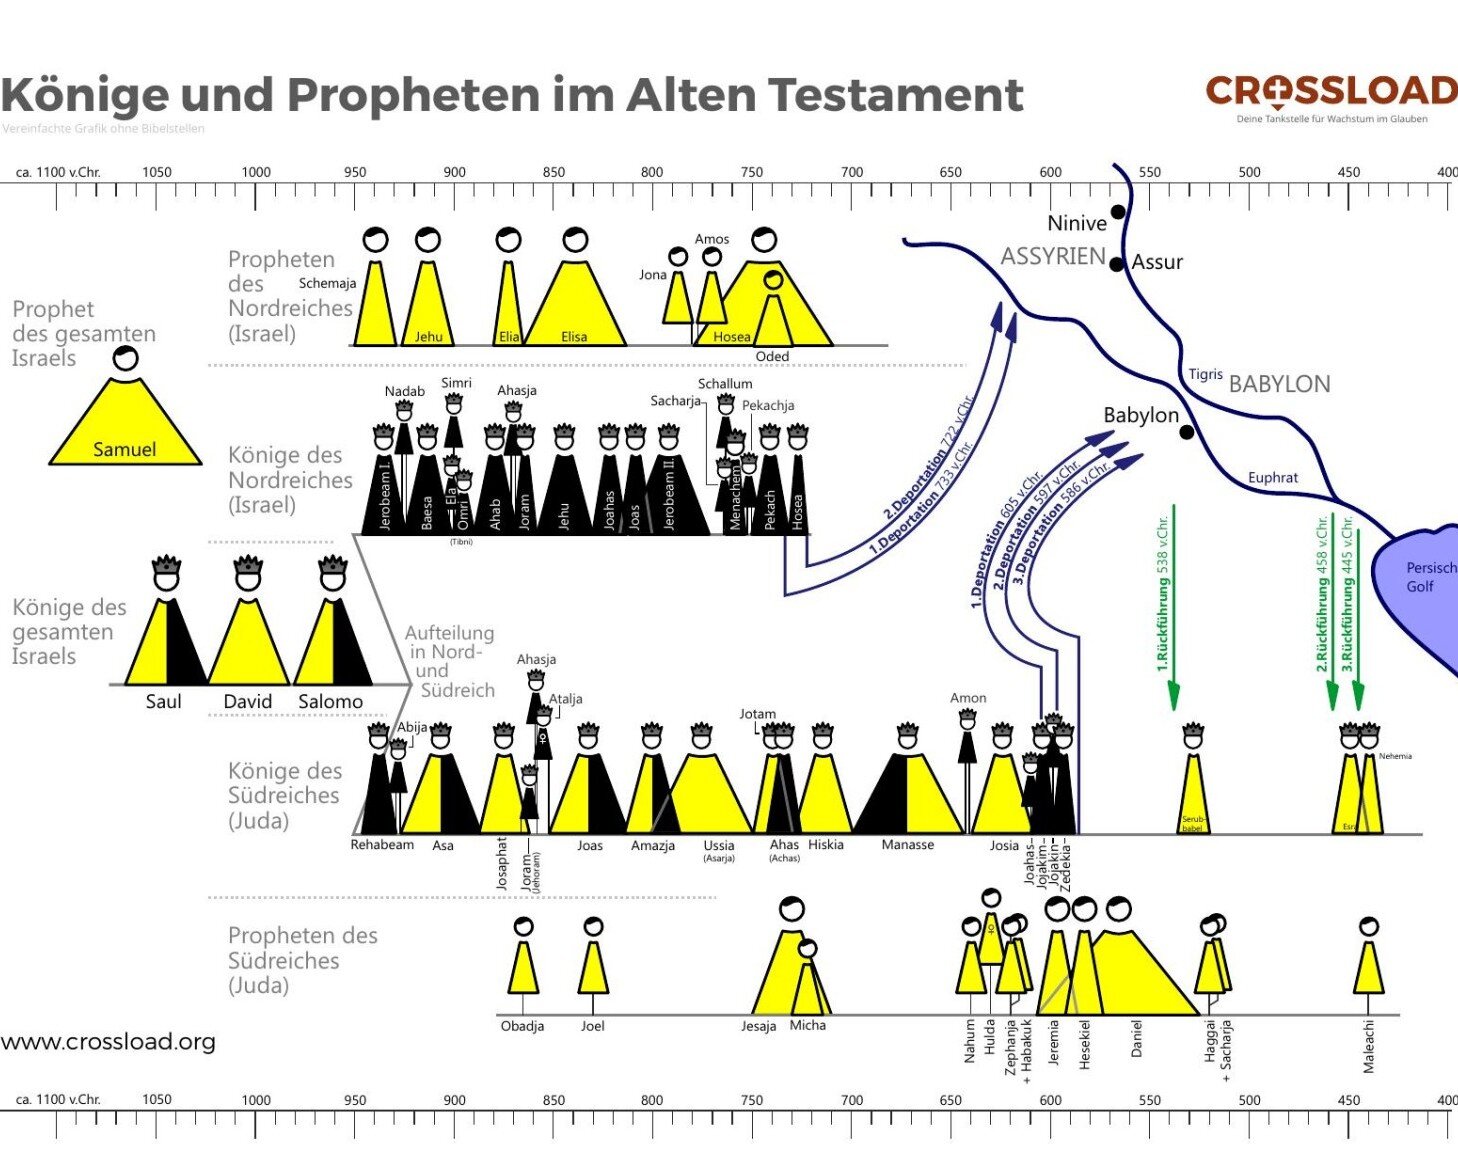 Könige und Propheten im Alten Testament
Vereinfachte Grafik ohne Bibelstellen
CROSSLOAD
Deine Tankstelle für Wachstum im Glauben
ca. 1100 v.Chr. 1050 1000 950 900 850 800 750 700 650 600 550 500 450 400
Ninive
ASSYRIEN
Assur
Tigris
BABYLON
Babylon
Euphrat
Persisch
Golf
Propheten
des
Nordreiches
(Israel)
Schemaja
Jehu
Elia
Elisa
Jona
Amos
Hosea
Oded
Prophet
des gesamten
Israels
Samuel
Könige des
Nordreiches
(Israel)
Jerobeam I.
Nadab
Baesa
Ela
Simri
Omri
(Tibni)
Ahab
Ahasja
Joram
Jehu
Joahas
Joas
Jerobeam II.
Sacharja
Schallum
Menachem
Pekachja
Pekach
Hosea
2.Deportation 722 v.Chr.
1.Deportation 733 v.Chr.
1.Deportation 605 v.Chr.
2.Deportation 597 v.Chr.
3.Deportation 586 v.Chr.
1.Rückführung 538 v.Chr.
2.Rückführung 458 v.Chr.
3.Rückführung 445 v.Chr.
Könige des
gesamten
Israels
Saul
David
Salomo
Aufteilung
in Nord-
und
Südreich
Könige des
Südreiches
(Juda)
Rehabeam
Abija
Asa
Josaphat
Joram
(Jehoram)
Ahasja
Atalja
Joas
Amazja
Ussia
(Asarja)
Jotam
Ahas
(Achas)
Hiskia
Manasse
Amon
Josia
Joahas
Jojakim
Jojakin
Zedekia
Serub-
babel
Esra
Nehemia
Propheten des
Südreiches
(Juda)
Obadja
Joel
Jesaja
Micha
Nahum
Hulda
Zephanja
+ Habakuk
Jeremia
Hesekiel
Daniel
Haggai
+ Sacharja
Maleachi
www.crossload.org
ca. 1100 v.Chr. 1050 1000 950 900 850 800 750 700 650 600 550 500 450 400